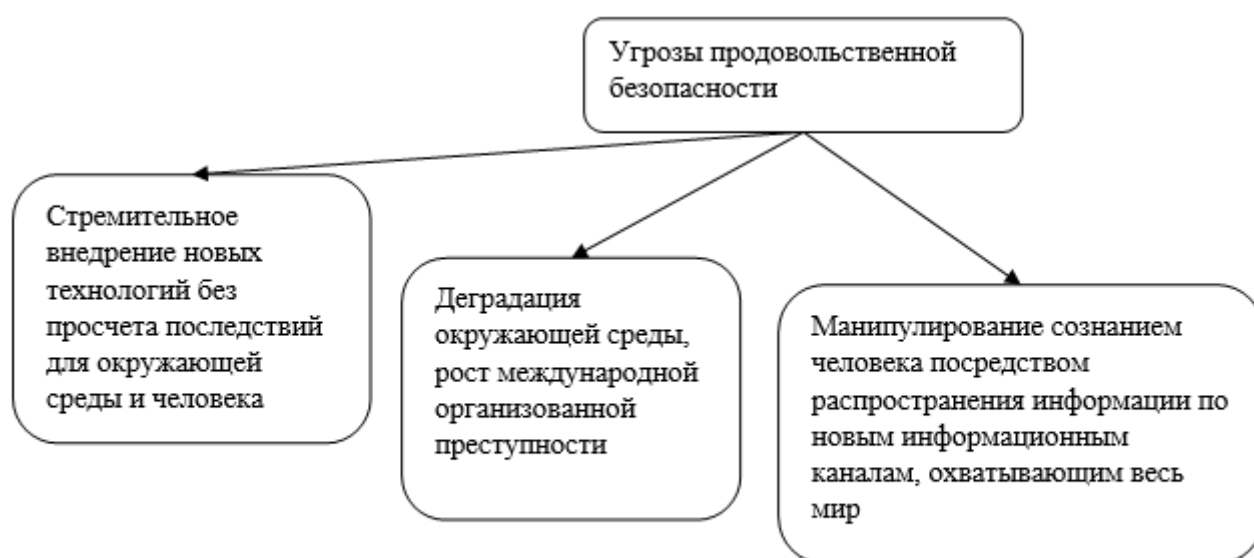 Угрозы продовольственной
безопасности
Стремительное
внедрение новых
технологий без
просчета последствий
для окружающей
среды и человека
Деградация
окружающей среды,
рост международной
организованной
преступности
Манипулирование сознанием
человека посредством
распространения информации по
новым информационным
каналам, охватывающим весь
мир